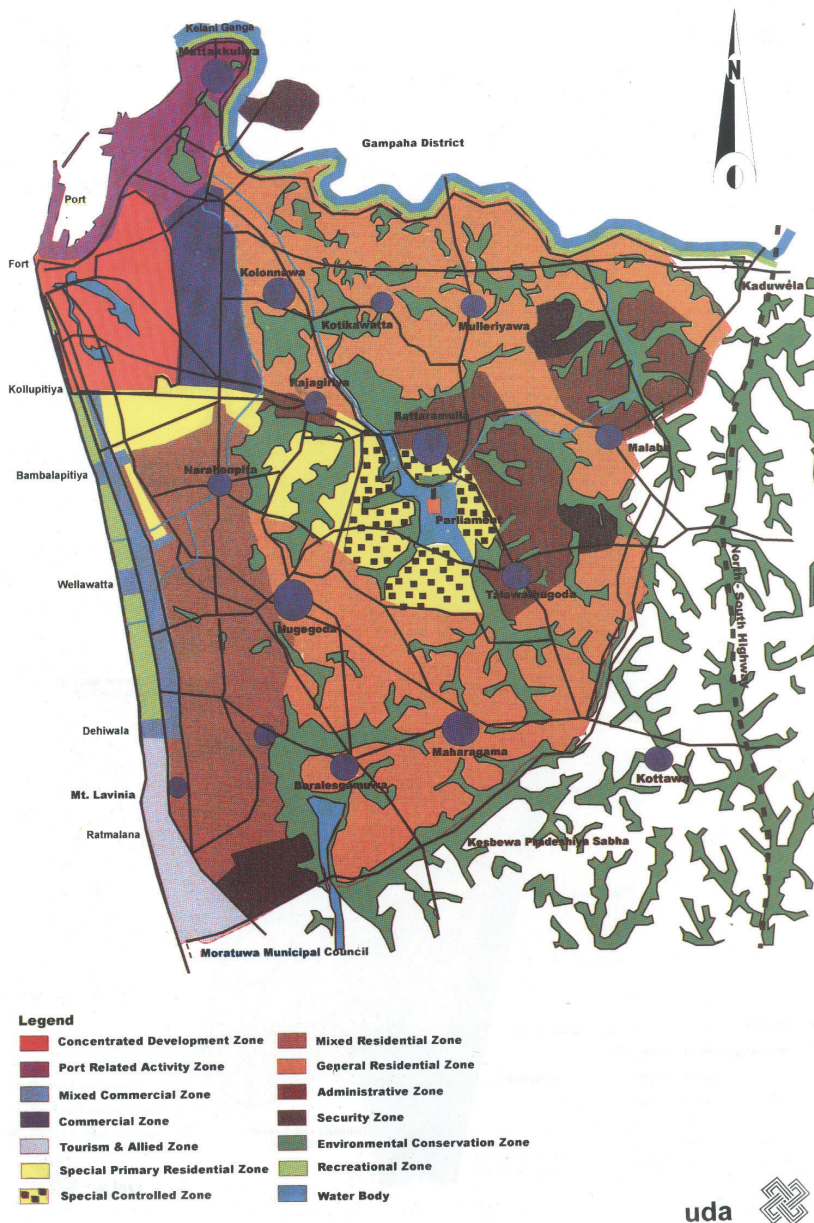 Kelani Ganga
Mattakkuliya
N
Gampaha District
Port
Fort
Kolonnawa
Kaduwela
Kotikawatta
Mulleriyawa
Kollupitiya
Rajagiriya
Battaramulla
Malabe
Bambalapitiya
Narahenpita
Parliament
Wellawatta
Talawathugoda
North - South Highway
Hugegoda
Dehiwala
Maharagama
Mt. Lavinia
Boralesgamuwa
Kottawa
Ratmalana
Kesbewa Pradeshiya Sabha
Moratuwa Municipal Council
Legend
Concentrated Development Zone
Port Related Activity Zone
Mixed Commercial Zone
Commercial Zone
Tourism & Allied Zone
Special Primary Residential Zone
Special Controlled Zone
Mixed Residential Zone
General Residential Zone
Administrative Zone
Security Zone
Environmental Conservation Zone
Recreational Zone
Water Body
uda